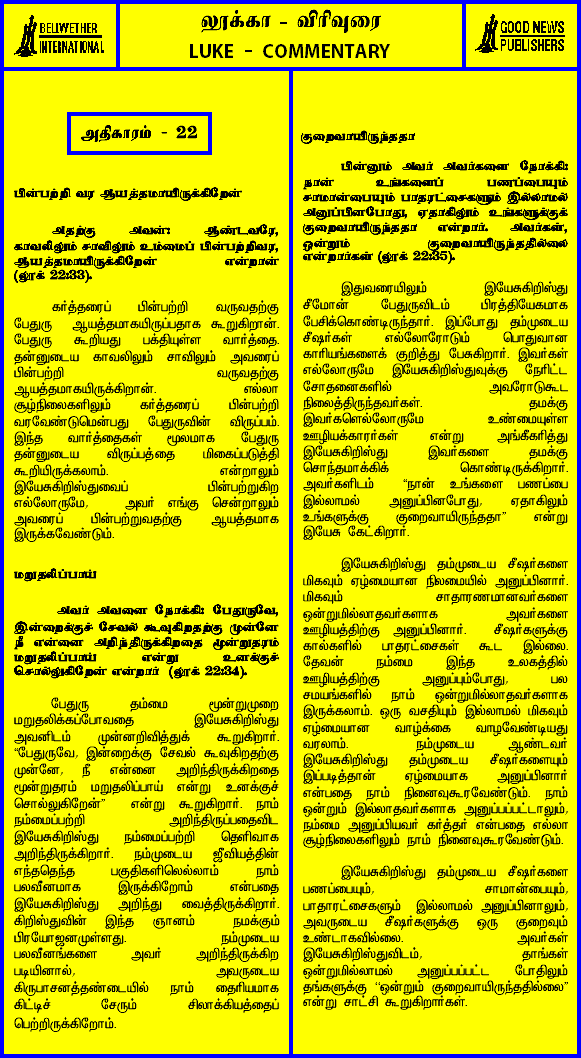 BELLWETHER
INTERNATIONAL
லூக்கா - விரிவுரை
LUKE - COMMENTARY
GOOD NEWS
PUBLISHERS
அதிகாரம் - 22
பின்பற்றி வர ஆயத்தமாயிருக்கிறேன்
அதற்கு அவன்: ஆண்டவரே,
காவலிலும் சாவிலும் உம்மைப் பின்பற்றிவர,
ஆயத்தமாயிருக்கிறேன் என்றான்
(லூக் 22:33).
கர்த்தரைப் பின்பற்றி வருவதற்கு
பேதுரு ஆயத்தமாகயிருப்பதாக கூறுகிறான்.
பேதுரு கூறியது பக்தியுள்ள வார்த்தை.
தன்னுடைய காவலிலும் சாவிலும் அவரைப்
பின்பற்றி வருவதற்கு
ஆயத்தமாகயிருக்கிறான். எல்லா
சூழ்நிலைகளிலும் கர்த்தரைப் பின்பற்றி
வரவேண்டுமென்பது பேதுருவின் விருப்பம்.
இந்த வார்த்தைகள் மூலமாக பேதுரு
தன்னுடைய விருப்பத்தை மிகைப்படுத்தி
கூறியிருக்கலாம். என்றாலும்
இயேசுகிறிஸ்துவைப் பின்பற்றுகிற
எல்லோருமே, அவர் எங்கு சென்றாலும்
அவரைப் பின்பற்றுவதற்கு ஆயத்தமாக
இருக்கவேண்டும்.
மறுதலிப்பாய்
அவர் அவனை நோக்கி: பேதுருவே,
இன்றைக்குச் சேவல் கூவுகிறதற்கு முன்னே
நீ என்னை அறிந்திருக்கிறதை மூன்றுதரம்
மறுதலிப்பாய் என்று உனக்குச்
சொல்லுகிறேன் என்றார் (லூக் 22:34).
பேதுரு தம்மை மூன்றுமுறை
மறுதலிக்கப்போவதை இயேசுகிறிஸ்து
அவனிடம் முன்னறிவித்துக் கூறுகிறார்.
“பேதுருவே, இன்றைக்கு சேவல் கூவுகிறதற்கு
முன்னே, நீ என்னை அறிந்திருக்கிறதை
மூன்றுதரம் மறுதலிப்பாய் என்று உனக்குச்
சொல்லுகிறேன்” என்று கூறுகிறார். நாம்
நம்மைப்பற்றி அறிந்திருப்பதைவிட
இயேசுகிறிஸ்து நம்மைப்பற்றி தெளிவாக
அறிந்திருக்கிறார். நம்முடைய ஜீவியத்தின்
எந்தெந்த பகுதிகளிலெல்லாம் நாம்
பலவீனமாக இருக்கிறோம் என்பதை
இயேசுகிறிஸ்து அறிந்து வைத்திருக்கிறார்.
கிறிஸ்துவின் இந்த ஞானம் நமக்கும்
பிரயோஜனமுள்ளது. நம்முடைய
பலவீனங்களை அவர் அறிந்திருக்கிற
படியினால், அவருடைய
கிருபாசனத்தண்டையில் நாம் தைரியமாக
கிட்டிச் சேரும் சிலாக்கியத்தைப்
பெற்றிருக்கிறோம்.
குறைவாயிருந்ததா
பின்னும் அவர் அவர்களை நோக்கி:
நான் உங்களைப் பணப்பையும்
சாமான்பையும் பாதரட்சைகளும் இல்லாமல்
அனுப்பினபோது, ஏதாகிலும் உங்களுக்குக்
குறைவாயிருந்ததா என்றார். அவர்கள்,
ஒன்றும் குறைவாயிருந்ததில்லை
என்றார்கள் (லூக் 22:35).
இதுவரையிலும் இயேசுகிறிஸ்து
சீமோன் பேதுருவிடம் பிரத்தியேகமாக
பேசிக்கொண்டிருந்தார். இப்போது தம்முடைய
சீஷர்கள் எல்லோரோடும் பொதுவான
காரியங்களைக் குறித்து பேசுகிறார். இவர்கள்
எல்லோருமே இயேசுகிறிஸ்துவுக்கு நேரிட்ட
சோதனைகளில் அவரோடுகூட
நிலைத்திருந்தவர்கள். தமக்கு
இவர்களெல்லோருமே உண்மையுள்ள
ஊழியக்காரர்கள் என்று அங்கீகரித்து
இயேசுகிறிஸ்து இவர்களை தமக்கு
சொந்தமாக்கிக் கொண்டிருக்கிறார்.
அவர்களிடம் “நான் உங்களை பணப்பை
இல்லாமல் அனுப்பினபோது, ஏதாகிலும்
உங்களுக்கு குறைவாயிருந்ததா” என்று
இயேசு கேட்கிறார்.
இயேசுகிறிஸ்து தம்முடைய சீஷர்களை
மிகவும் ஏழ்மையான நிலமையில் அனுப்பினார்.
மிகவும் சாதாரணமானவர்களை
ஒன்றுமில்லாதவர்களாக அவர்களை
ஊழியத்திற்கு அனுப்பினார். சீஷர்களுக்கு
கால்களில் பாதரட்சைகள் கூட இல்லை.
தேவன் நம்மை இந்த உலகத்தில்
ஊழியத்திற்கு அனுப்பும்போது, பல
சமயங்களில் நாம் ஒன்றுமில்லாதவர்களாக
இருக்கலாம். ஒரு வசதியும் இல்லாமல் மிகவும்
ஏழ்மையான வாழ்க்கை வாழவேண்டியது
வரலாம். நம்முடைய ஆண்டவர்
இயேசுகிறிஸ்து தம்முடைய சீஷர்களையும்
இப்படித்தான் ஏழ்மையாக அனுப்பினார்
என்பதை நாம் நினைவுகூரவேண்டும். நாம்
ஒன்றும் இல்லாதவர்களாக அனுப்பப்பட்டாலும்,
நம்மை அனுப்பியவர் கர்த்தர் என்பதை எல்லா
சூழ்நிலைகளிலும் நாம் நினைவுகூரவேண்டும்.
இயேசுகிறிஸ்து தம்முடைய சீஷர்களை
பணப்பையும், சாமான்பையும்,
பாதாரட்சைகளும் இல்லாமல் அனுப்பினாலும்,
அவருடைய சீஷர்களுக்கு ஒரு குறைவும்
உண்டாகவில்லை. அவர்கள்
இயேசுகிறிஸ்துவிடம், தாங்கள்
ஒன்றுமில்லாமல் அனுப்பப்பட்ட போதிலும்
தங்களுக்கு “ஒன்றும் குறைவாயிருந்ததில்லை”
என்று சாட்சி கூறுகிறார்கள்.